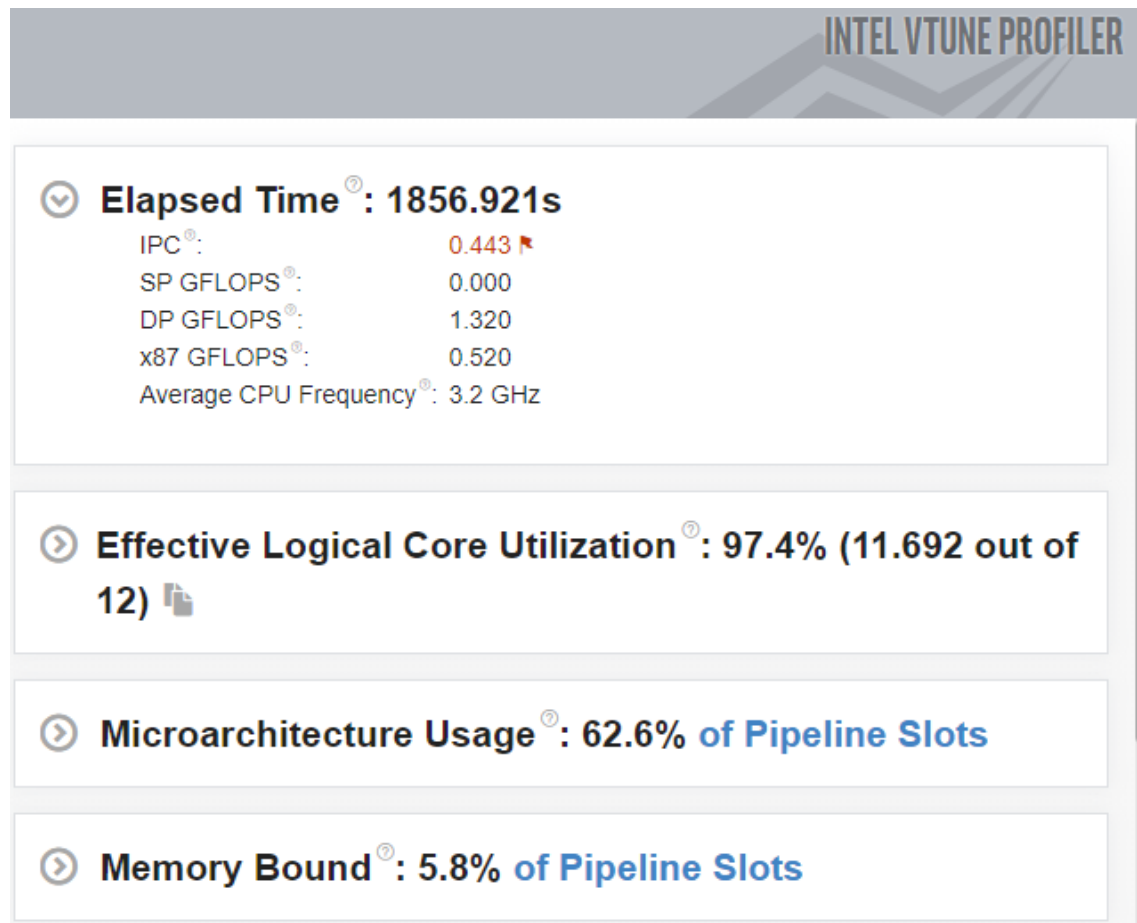 INTEL VTUNE PROFILER
Elapsed Time : 1856.921s
IPC : 0.443
SP GFLOPS : 0.000
DP GFLOPS : 1.320
x87 GFLOPS : 0.520
Average CPU Frequency : 3.2 GHz
Effective Logical Core Utilization : 97.4% (11.692 out of
12)
Microarchitecture Usage : 62.6% of Pipeline Slots
Memory Bound : 5.8% of Pipeline Slots